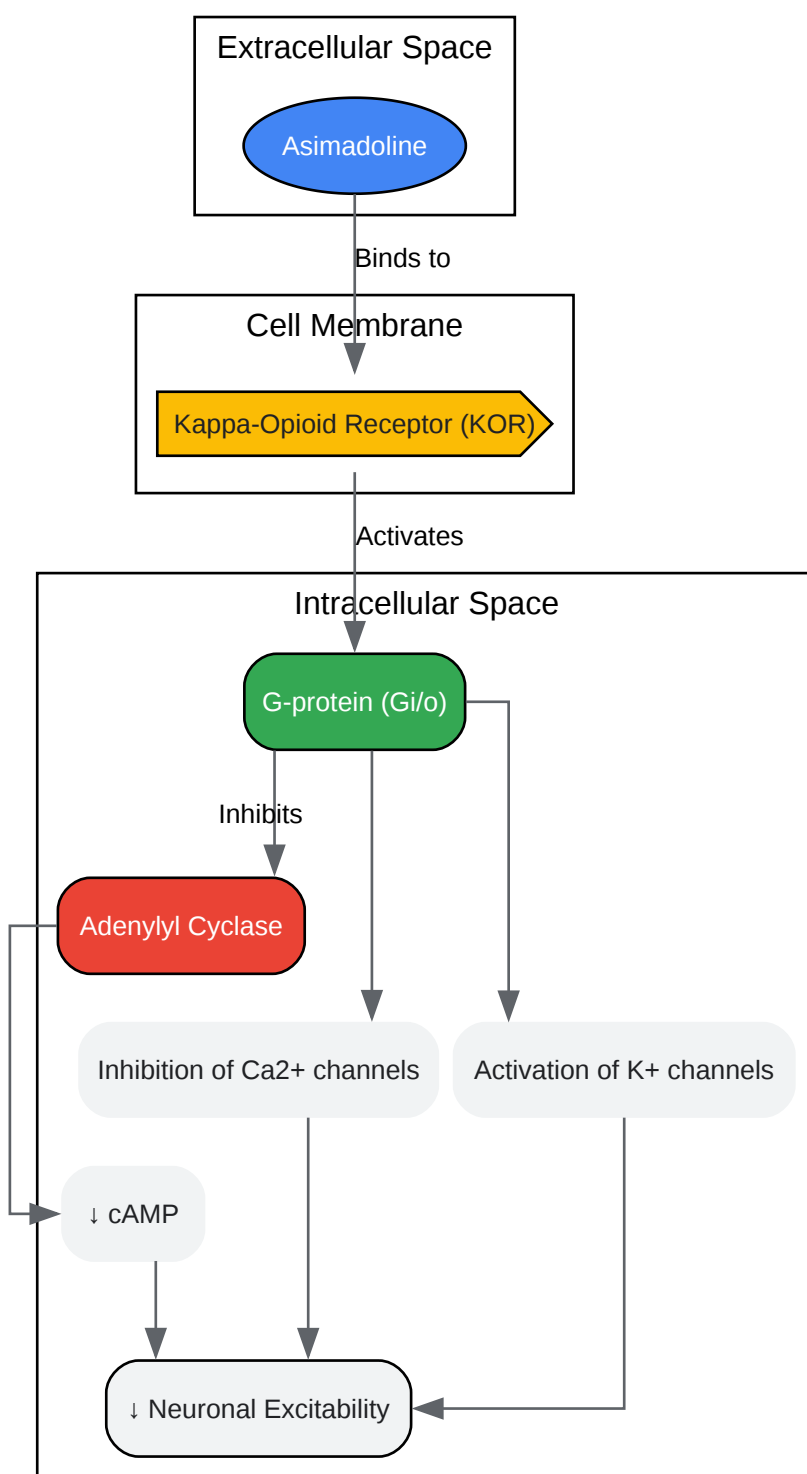 Extracellular Space
Asimadoline
Binds to
Cell Membrane
Kappa-Opioid Receptor (KOR)
Activates
Intracellular Space
G-protein (Gi/o)
Inhibits
Adenylyl Cyclase
Inhibition of Ca2+ channels
Activation of K+ channels
↓ cAMP
↓ Neuronal Excitability